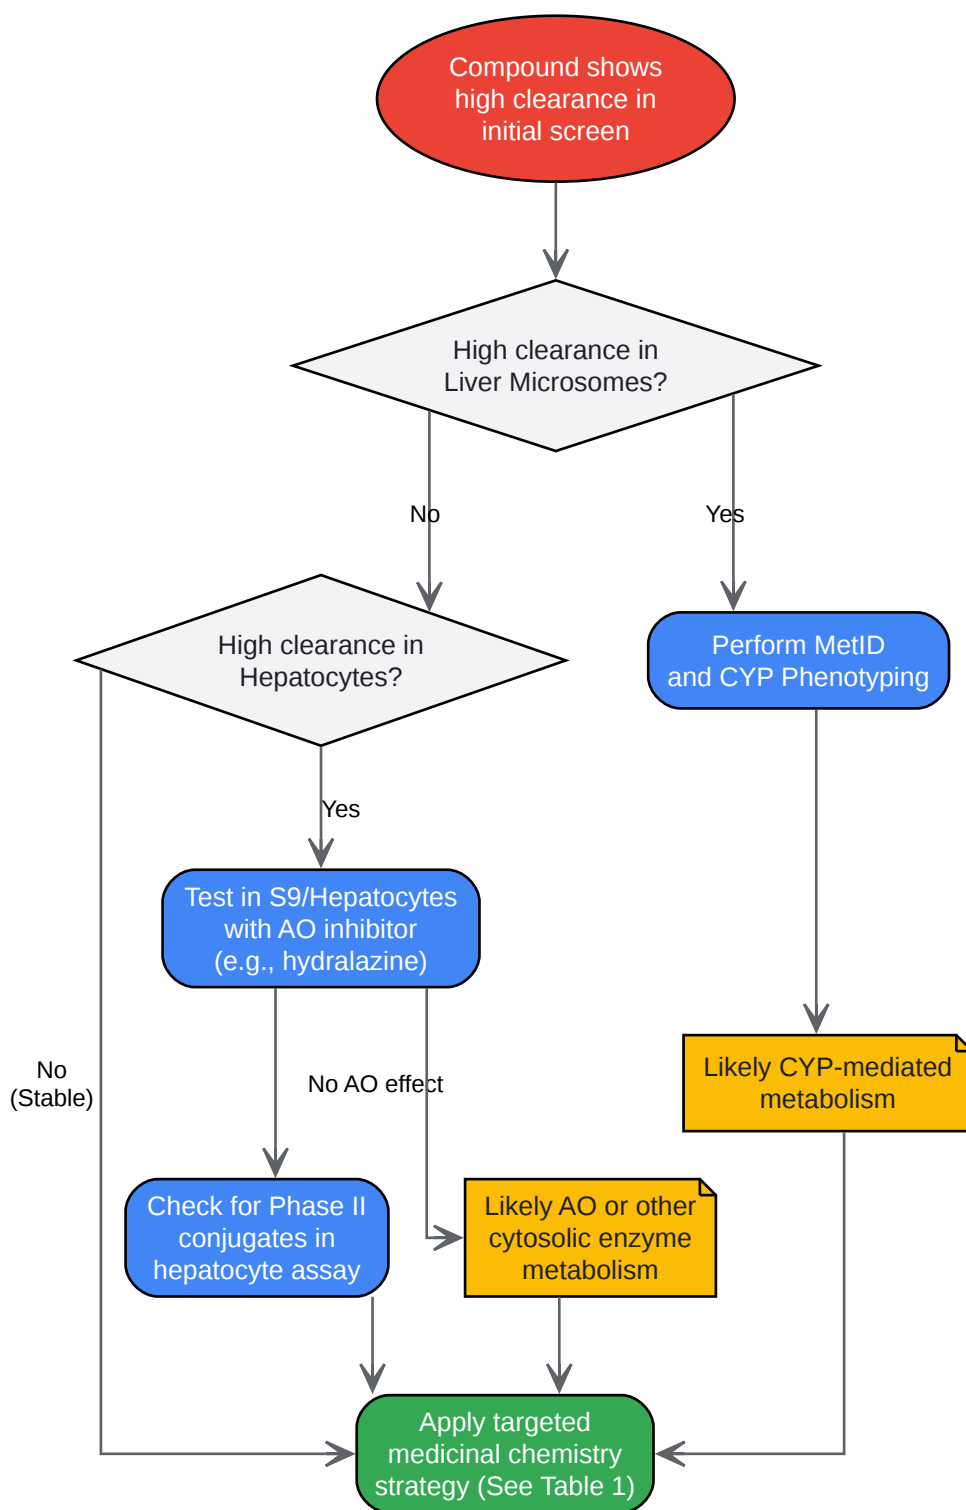 Compound shows
high clearance in
initial screen
High clearance in
Liver Microsomes?
No
Yes
High clearance in
Hepatocytes?
Perform MetID
and CYP Phenotyping
Yes
Test in S9/Hepatocytes
with AO inhibitor
(e.g., hydralazine)
No
(Stable)
No AO effect
Likely CYP-mediated
metabolism
Check for Phase II
conjugates in
hepatocyte assay
Likely AO or other
cytosolic enzyme
metabolism
Apply targeted
medicinal chemistry
strategy (See Table 1)